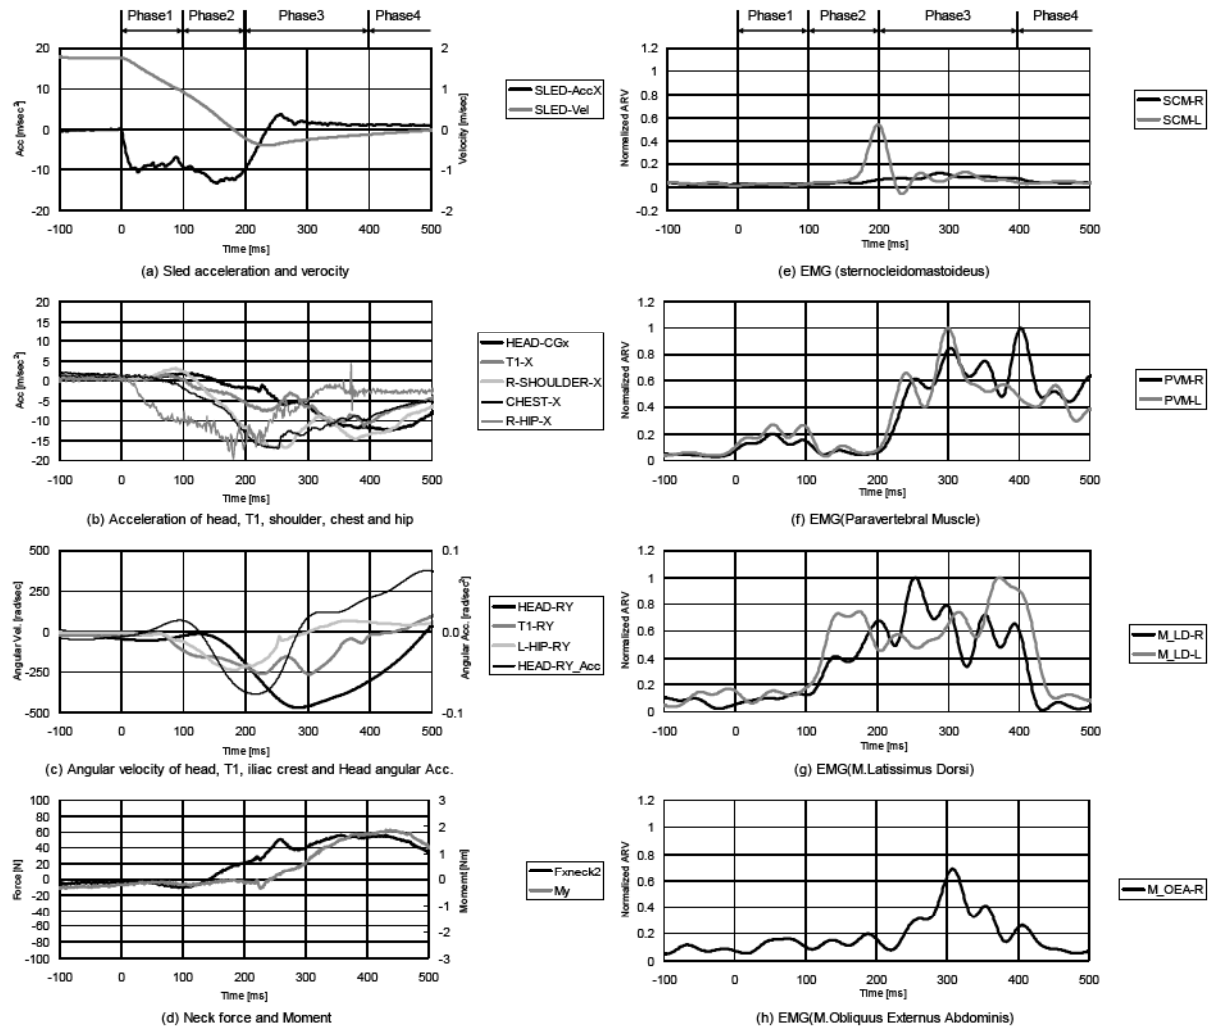 Phase1 Phase2 Phase3 Phase4
20 2
10 1
0 0
-10 -1
-20 -2
-100 0 100 200 300 400 500
Acc [m/sec²]
Velocity [m/sec]
Time [ms]
SLED-AccX
SLED-Vel
(a) Sled acceleration and verocity
Phase1 Phase2 Phase3 Phase4
1.2
1
0.8
0.6
0.4
0.2
0
-0.2
-100 0 100 200 300 400 500
Normalized ARV
Time [ms]
SCM-R
SCM-L
(e) EMG (sternocleidomastoideus)
20
15
10
5
0
-5
-10
-15
-20
-100 0 100 200 300 400 500
Acc [m/sec²]
Time [ms]
HEAD-CGx
T1-X
R-SHOULDER-X
CHEST-X
R-HIP-X
(b) Acceleration of head, T1, shoulder, chest and hip
1.2
1
0.8
0.6
0.4
0.2
0
-100 0 100 200 300 400 500
Normalized ARV
Time [ms]
PVM-R
PVM-L
(f) EMG(Paravertebral Muscle)
500 0.1
250
0 0.0
-250
-500 -0.1
-100 0 100 200 300 400 500
Angular Vel. [rad/sec]
Angular Acc. [rad/sec²]
Time [ms]
HEAD-RY
T1-RY
L-HIP-RY
HEAD-RY_Acc
(c) Angular velocity of head, T1, iliac crest and Head angular Acc.
1.2
1
0.8
0.6
0.4
0.2
0
-100 0 100 200 300 400 500
Normalized ARV
Time [ms]
M_LD-R
M_LD-L
(g) EMG(M.Latissimus Dorsi)
100
80
60
40
20
0
-20
-40
-60
-80
-100
3
2
1
0
-1
-2
-3
-100 0 100 200 300 400 500
Force [N]
Moment [Nm]
Time [ms]
Fxneck2
My
(d) Neck force and Moment
1.2
1
0.8
0.6
0.4
0.2
0
-100 0 100 200 300 400 500
Normalized ARV
Time [ms]
M_OEA-R
(h) EMG(M.Obliquus Externus Abdominis)